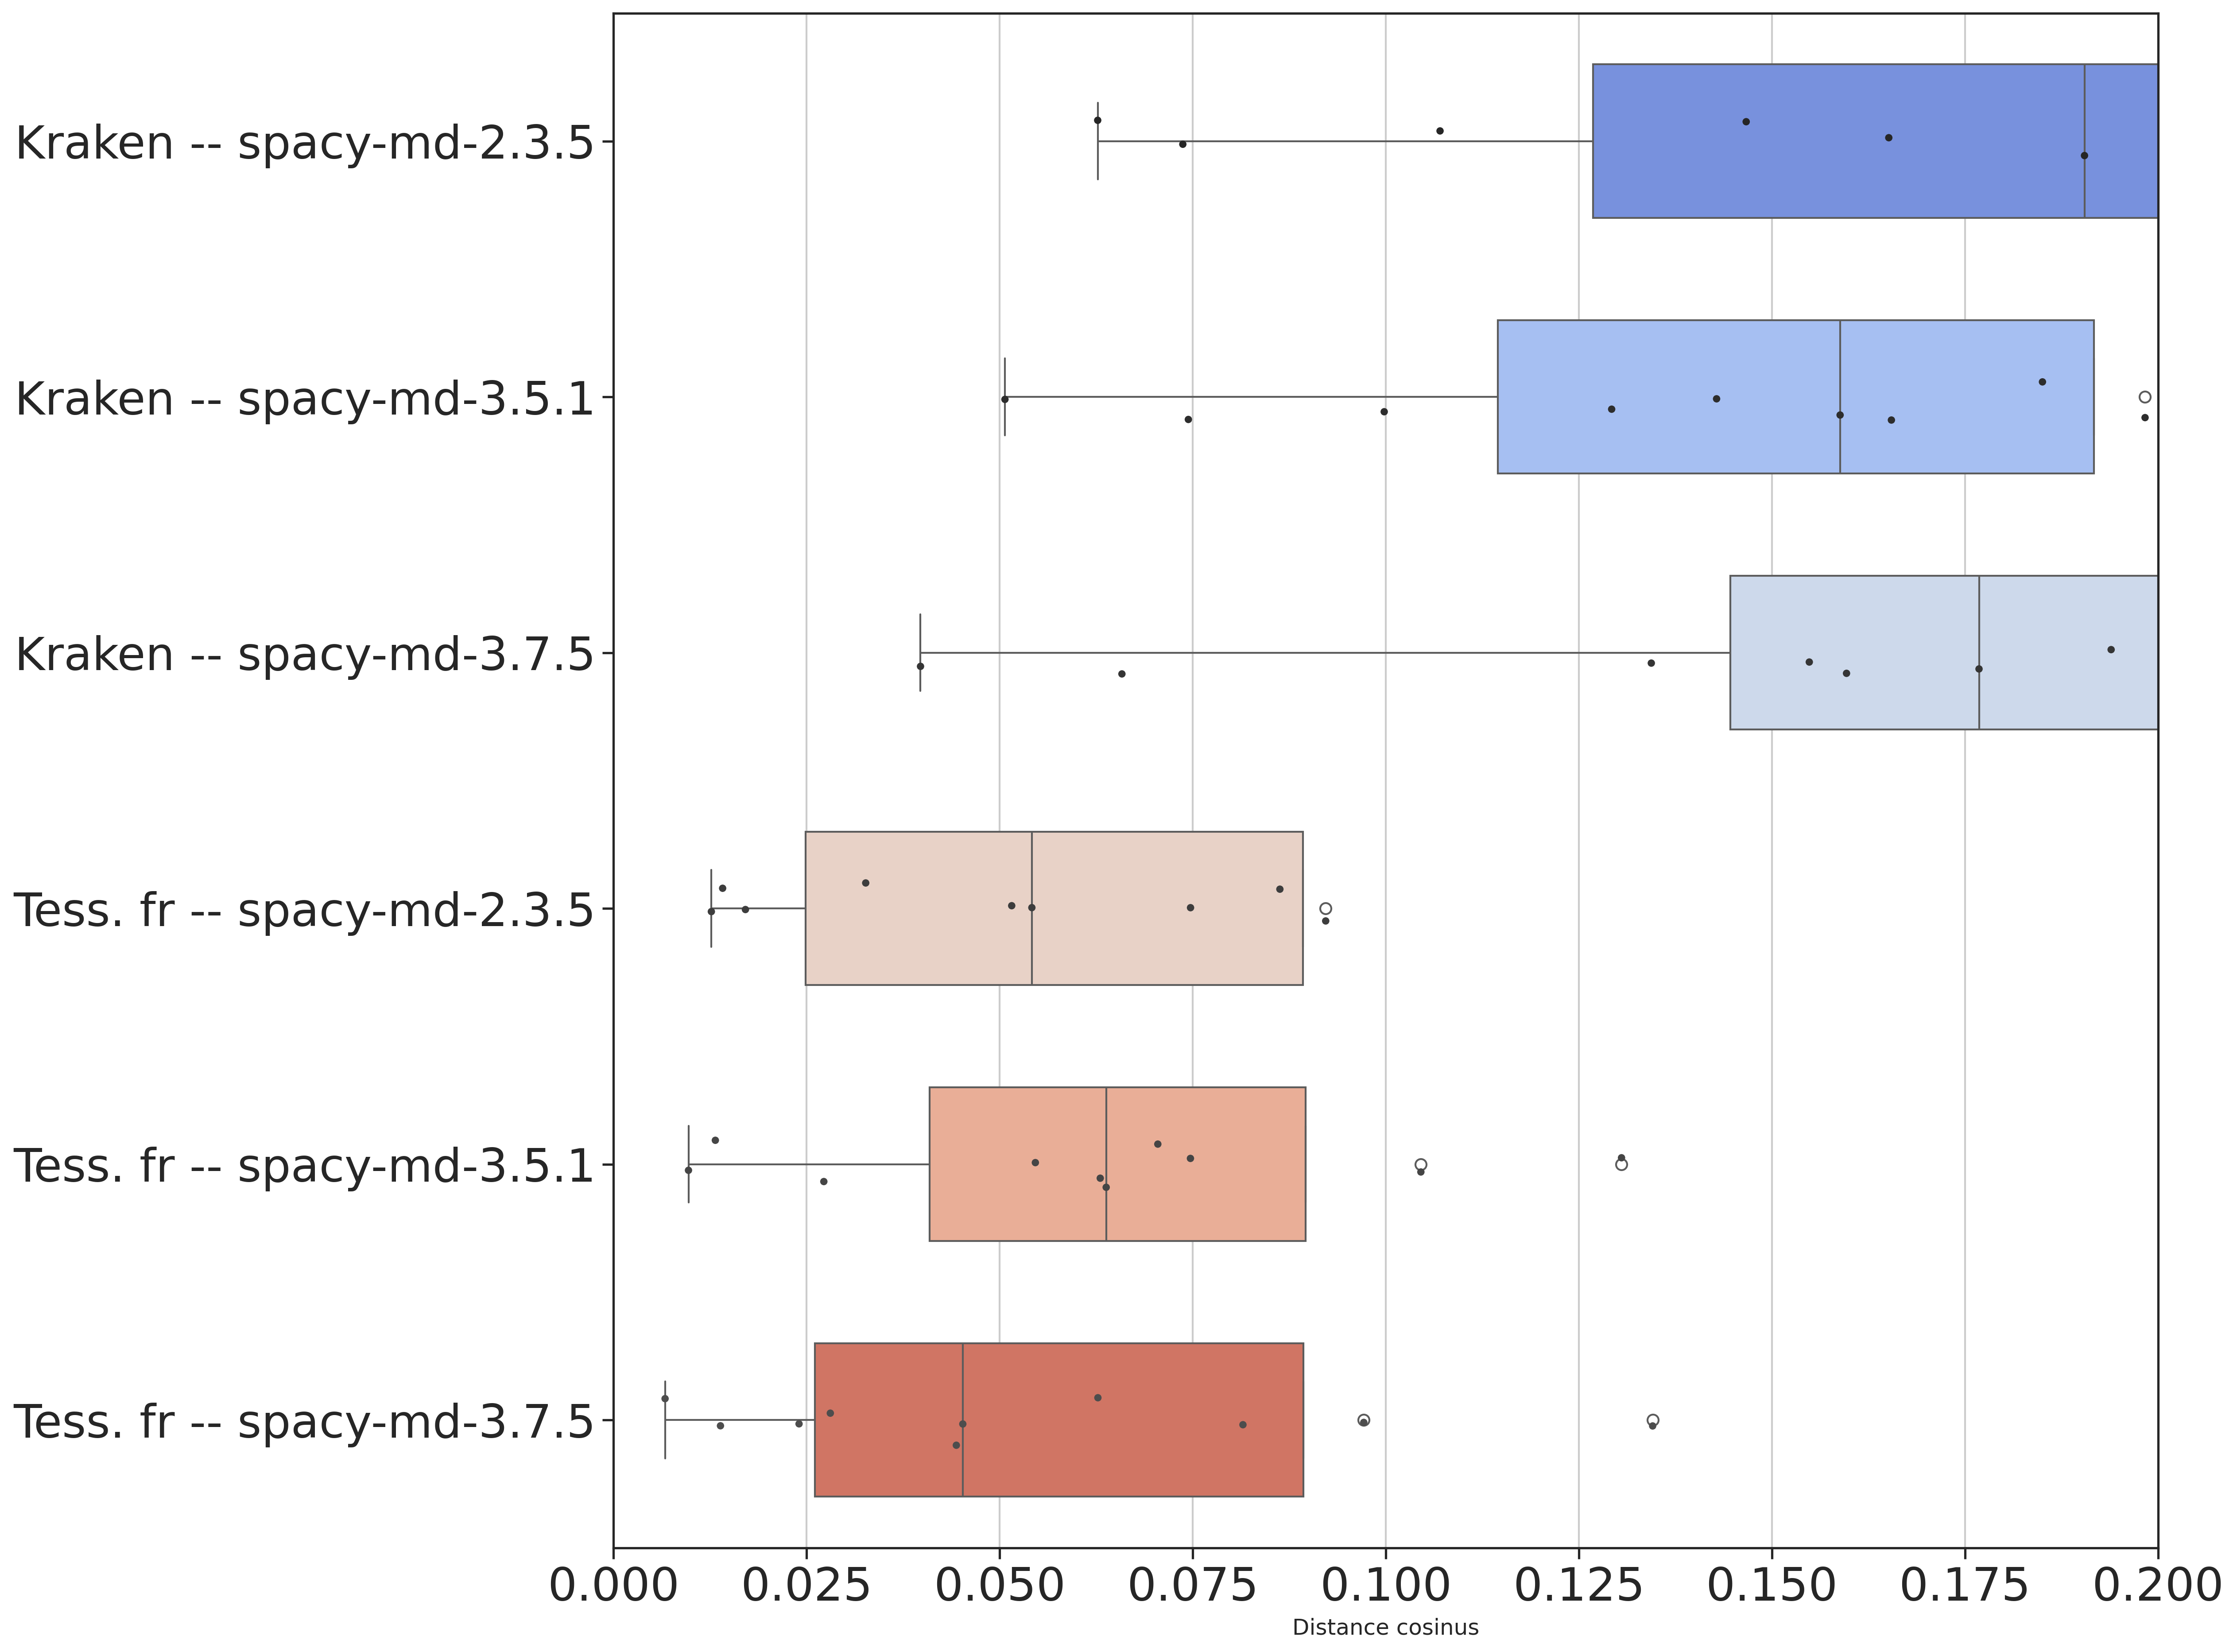 Kraken -- spacy-md-2.3.5
Kraken -- spacy-md-3.5.1
Kraken -- spacy-md-3.7.5
Tess. fr -- spacy-md-2.3.5
Tess. fr -- spacy-md-3.5.1
Tess. fr -- spacy-md-3.7.5
0.000 0.025 0.050 0.075 0.100 0.125 0.150 0.175 0.200
Distance cosinus